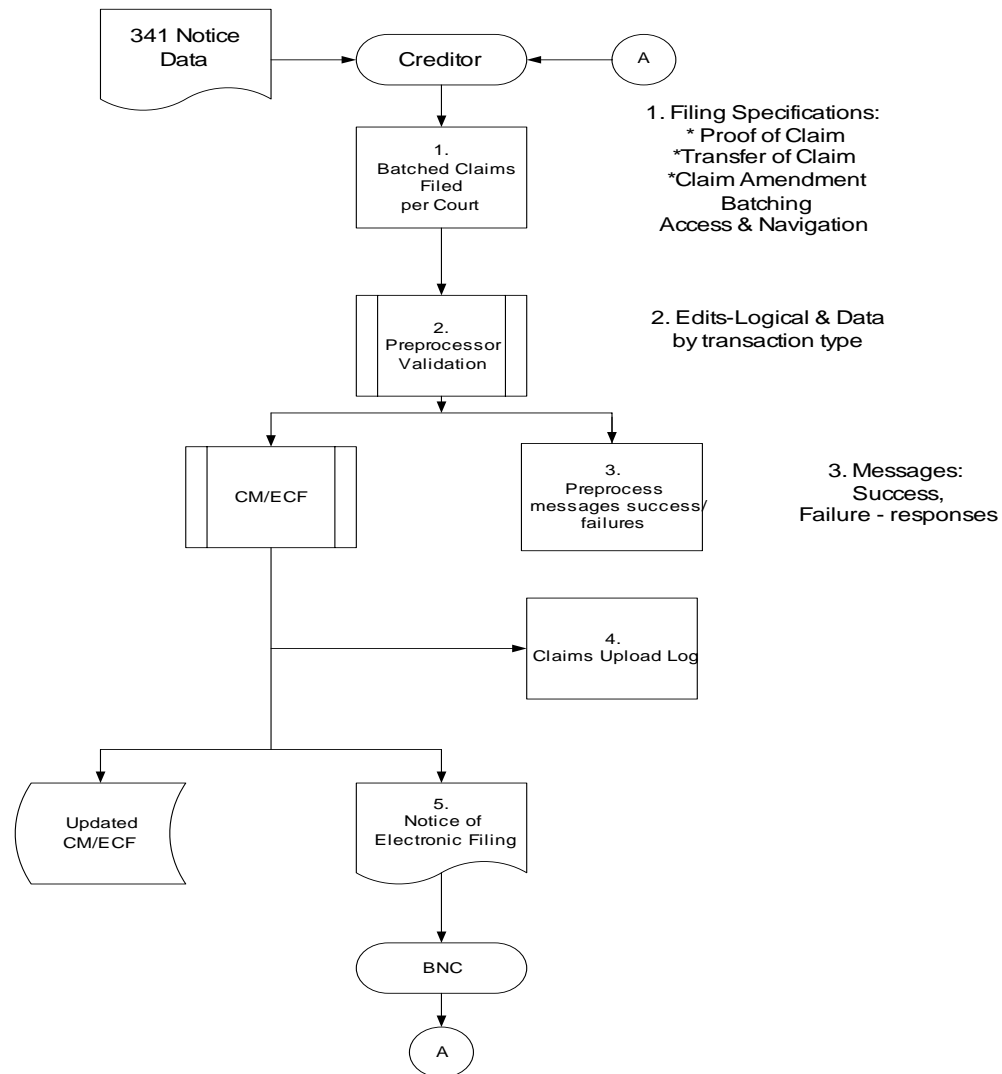 341 Notice
Data
Creditor
A
1. Filing Specifications:
* Proof of Claim
*Transfer of Claim
*Claim Amendment
Batching
Access & Navigation
1.
Batched Claims
Filed
per Court
2.
Preprocessor
Validation
2. Edits-Logical & Data
by transaction type
CM/ECF
3.
Preprocess
messages success/
failures
3. Messages:
Success,
Failure - responses
4.
Claims Upload Log
Updated
CM/ECF
5.
Notice of
Electronic Filing
BNC
A